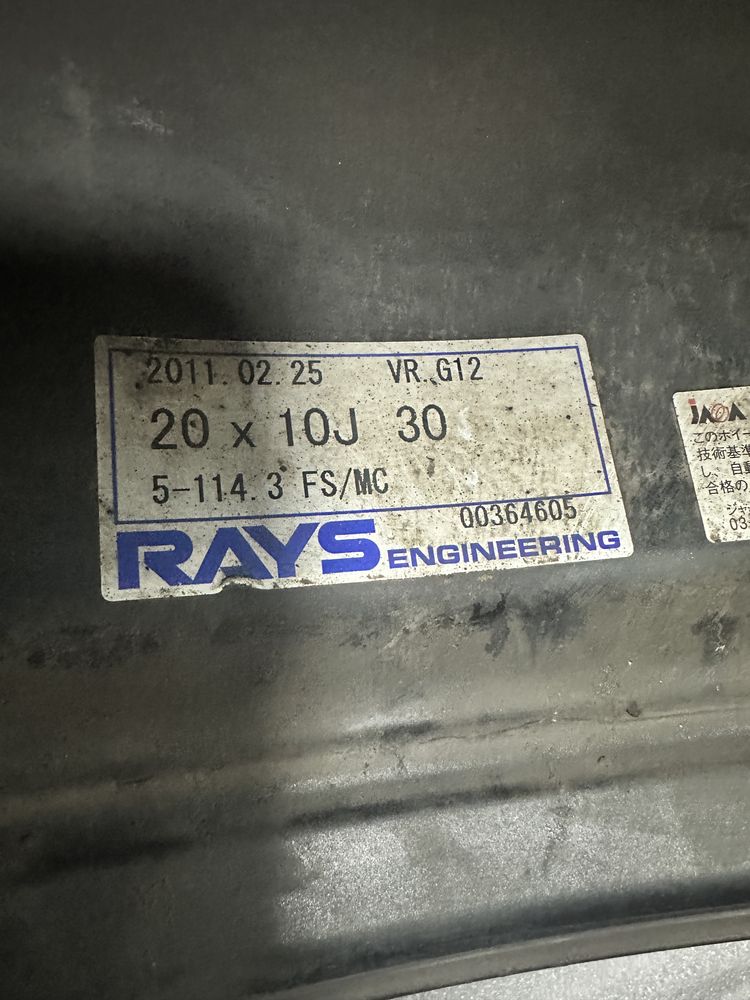 2011.02.25 VR.G12
20 x 10J 30
5-114.3 FS/MC
00364605
RAYS ENGINEERING
JAWA
このホイー
技術基準
し、自動
合格の
ジャ
03-